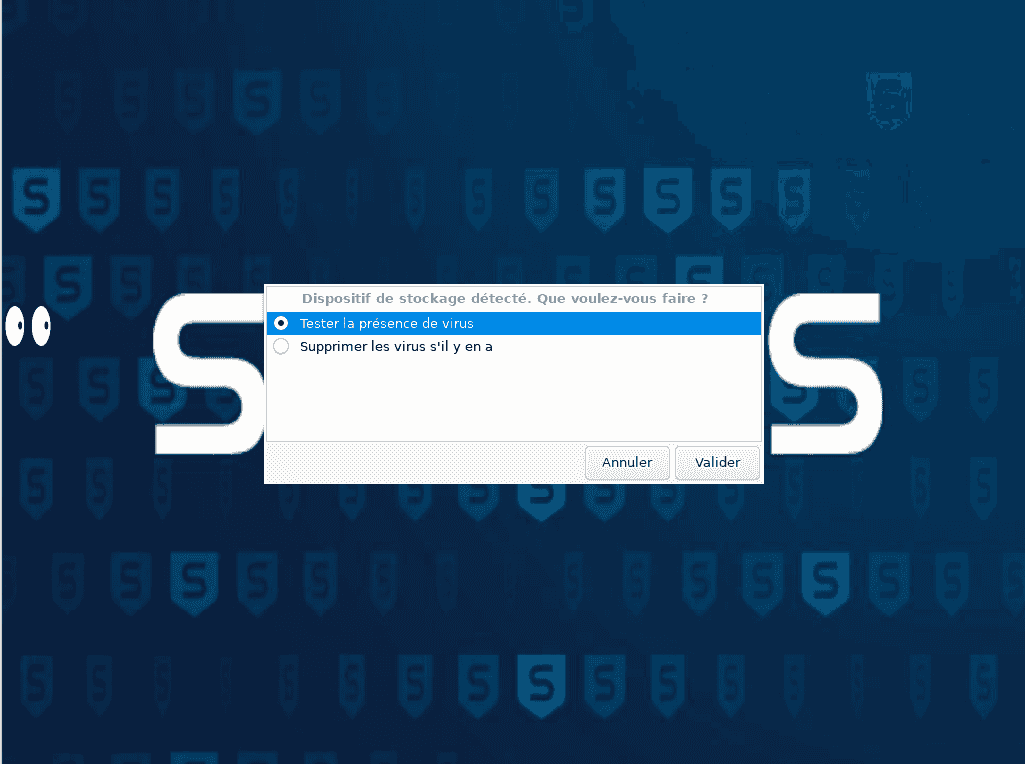 Dispositif de stockage détecté. Que voulez-vous faire ?
Tester la présence de virus
Supprimer les virus s'il y en a
S S
Annuler Valider